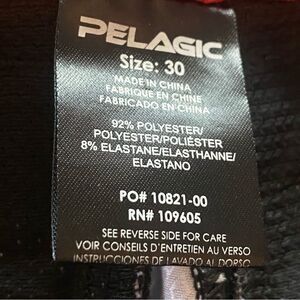 PELAGIC
Size: 30
MADE IN CHINA
FABRIQUE EN CHINE
FABRICADO EN CHINA
92% POLYESTER/
POLYESTER/POLIÉSTER
8% ELASTANE/ELASTHANNE/
ELASTANO
PO# 10821-00
RN# 109605
SEE REVERSE SIDE FOR CARE
VOIR CONSEILS D'ENTRETIEN AU VERSO
INSTRUCCIONES DE LAVADO AL DORSO